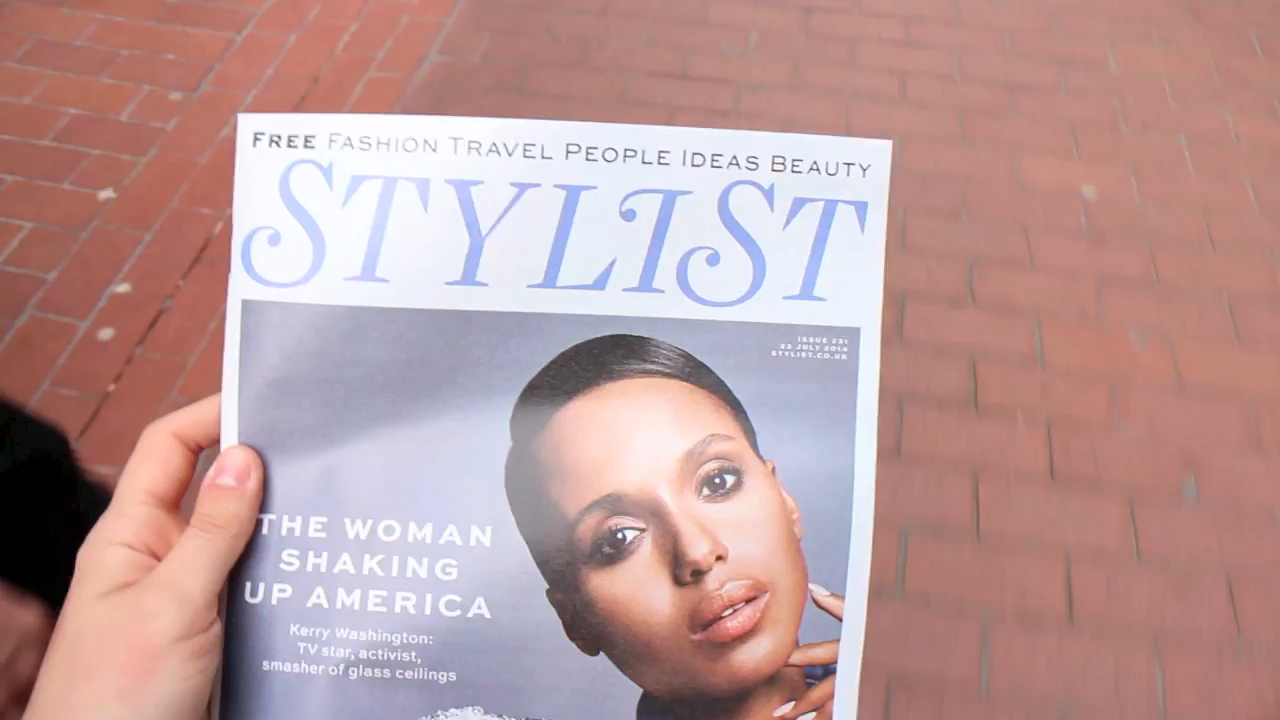 FREE FASHION TRAVEL PEOPLE IDEAS BEAUTY
STYLIST
ISSUE 231
23 JULY 2014
STYLIST.CO.UK
THE WOMAN
SHAKING
UP AMERICA
Kerry Washington:
TV star, activist,
smasher of glass ceilings